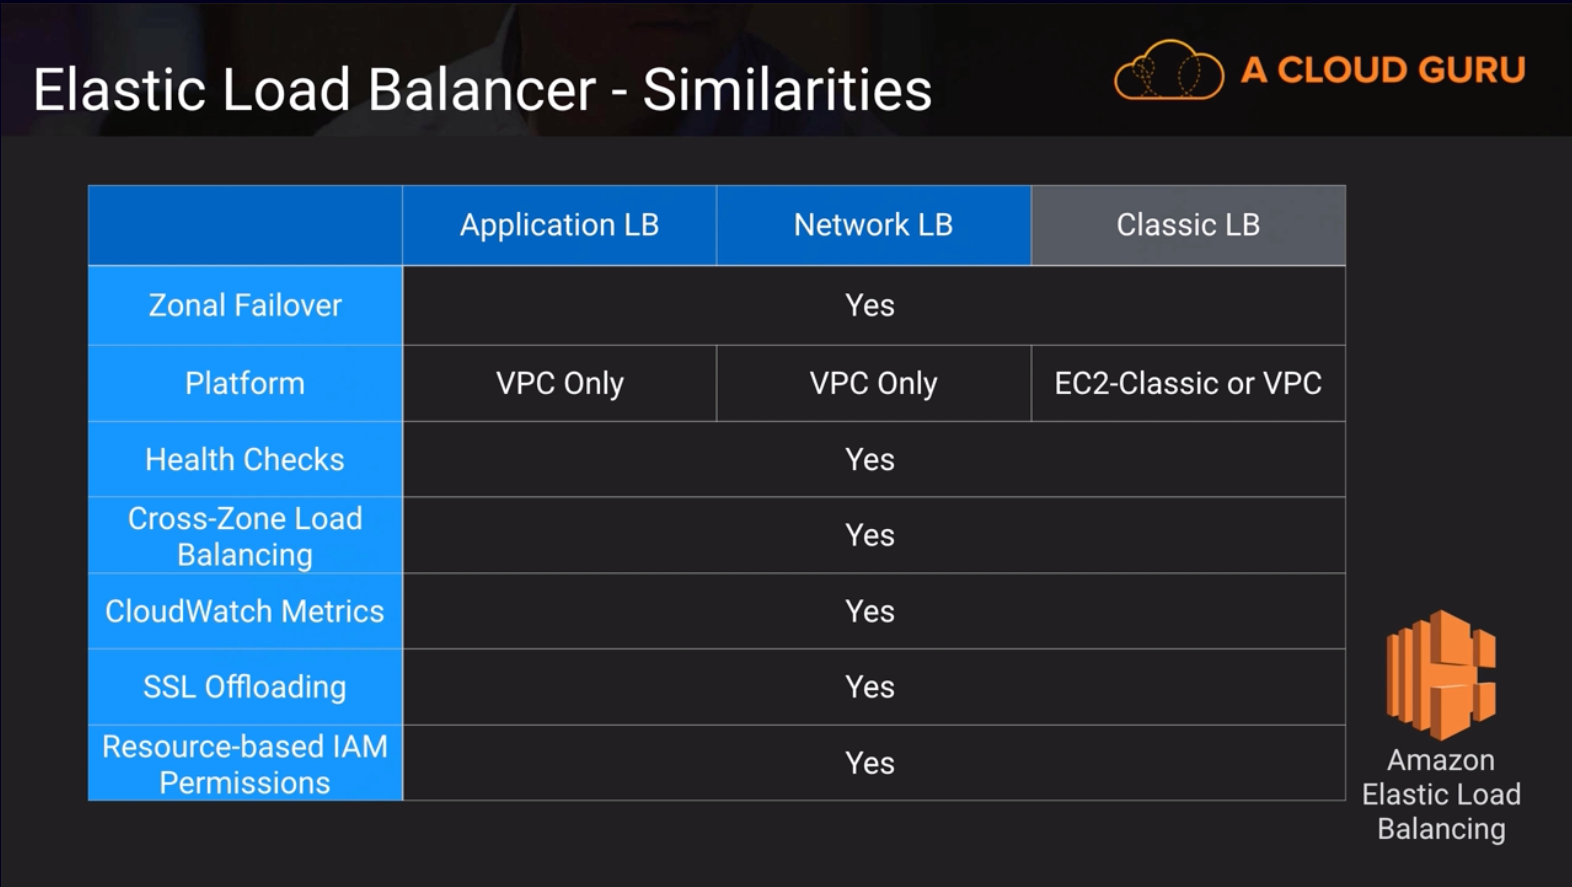 Elastic Load Balancer - Similarities
A CLOUD GURU
Application LB Network LB Classic LB
Zonal Failover Yes
Platform VPC Only VPC Only EC2-Classic or VPC
Health Checks Yes
Cross-Zone Load
Balancing Yes
CloudWatch Metrics Yes
SSL Offloading Yes
Resource-based IAM
Permissions Yes
Amazon
Elastic Load
Balancing